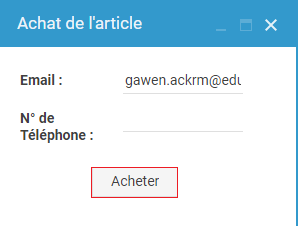 Achat de l'article
Email :
gawen.ackrm@edu
N° de
Téléphone :
Acheter